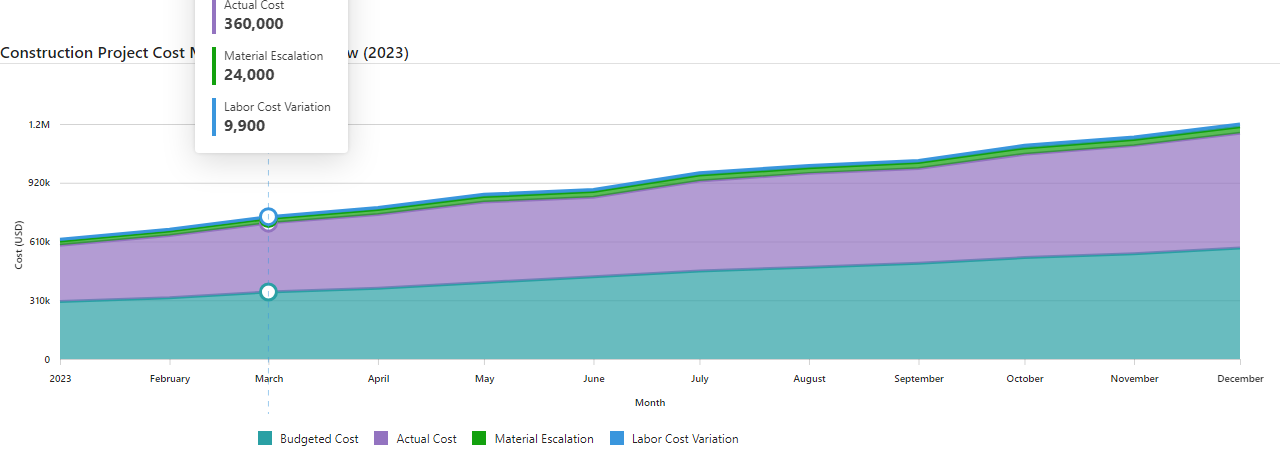 Actual Cost
360,000
Construction Project Cost M w (2023)
Material Escalation
24,000
Labor Cost Variation
9,900
1.2M
920k
610k
310k
0
Cost (USD)
2023 February March April May June July August September October November December
Month
Budgeted Cost Actual Cost Material Escalation Labor Cost Variation